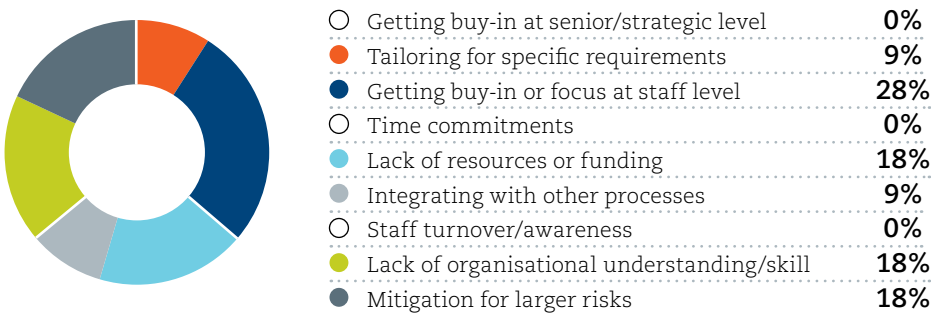 Getting buy-in at senior/strategic level 0%
Tailoring for specific requirements 9%
Getting buy-in or focus at staff level 28%
Time commitments 0%
Lack of resources or funding 18%
Integrating with other processes 9%
Staff turnover/awareness 0%
Lack of organisational understanding/skill 18%
Mitigation for larger risks 18%